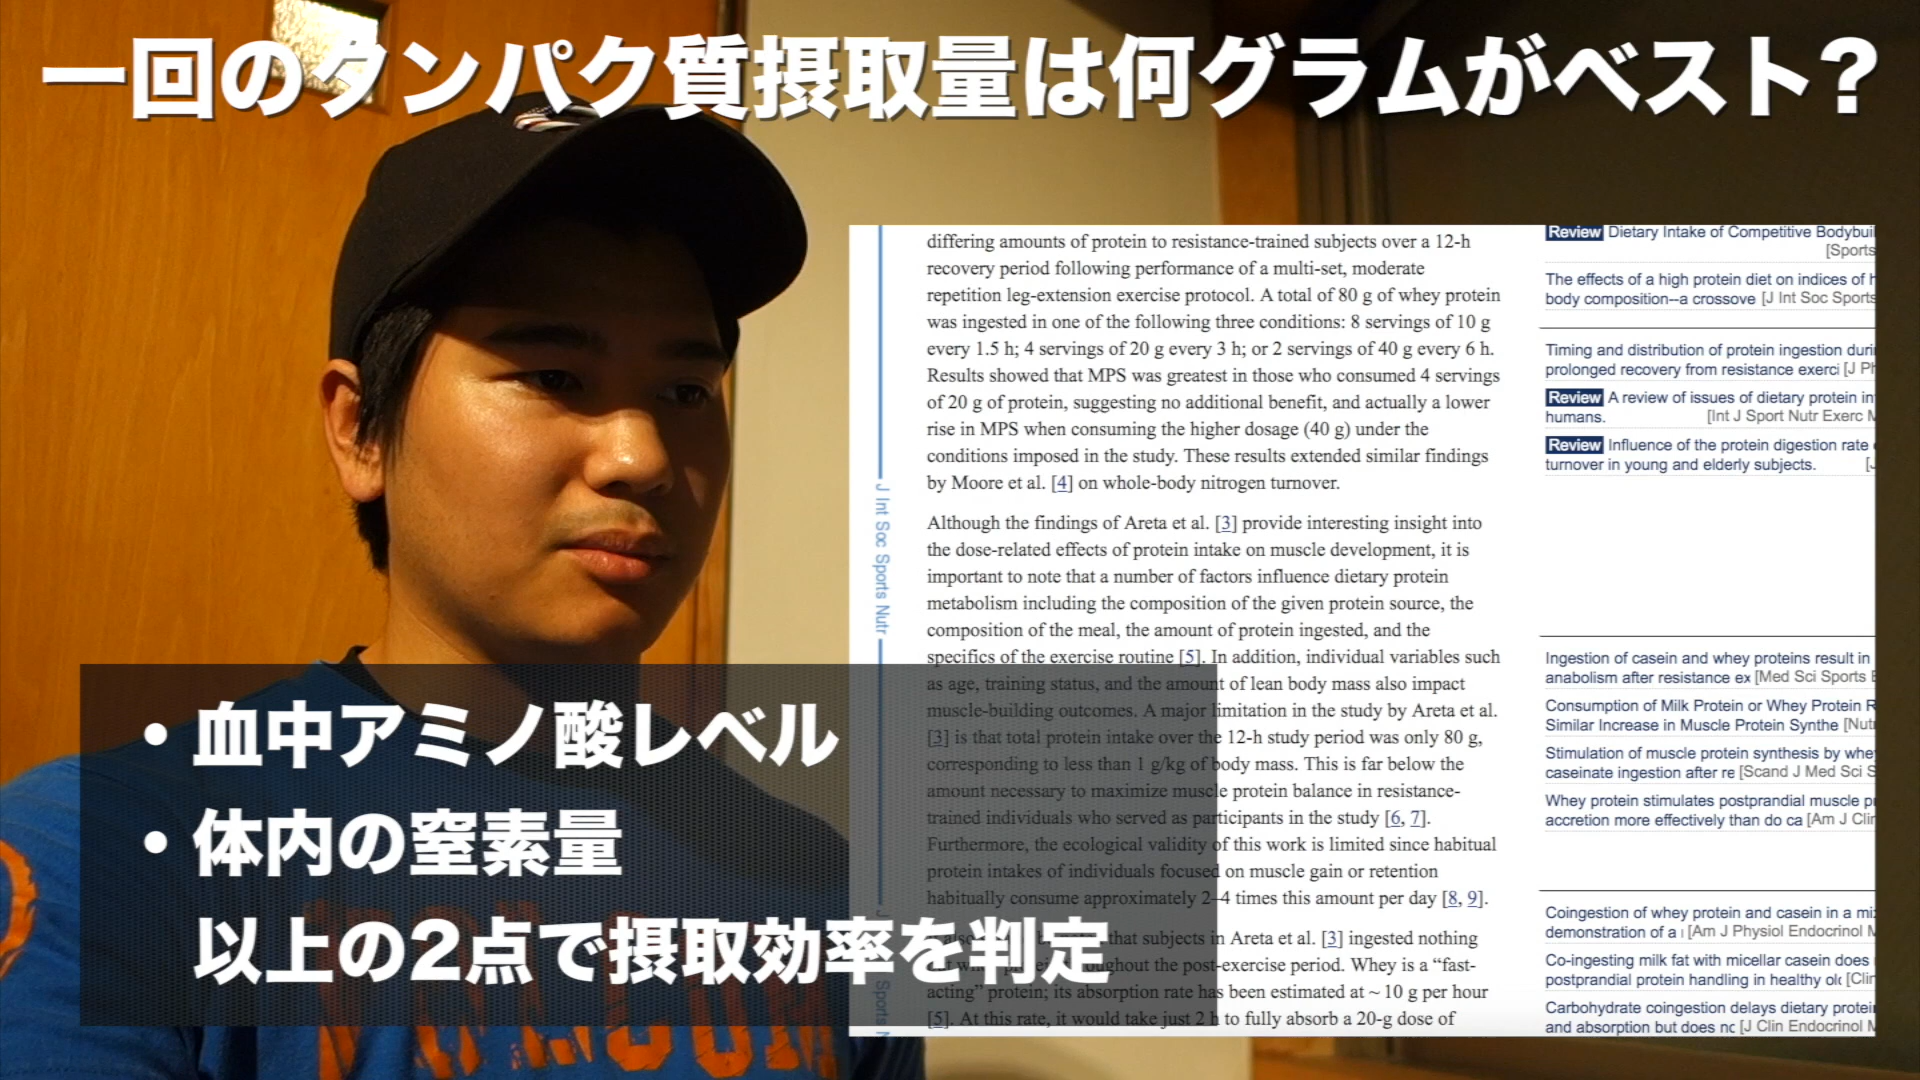 一回のタンパク質摂取量は何グラムがベスト?
differing amounts of protein to resistance-trained subjects over a 12-h
recovery period following performance of a multi-set, moderate
repetition leg-extension exercise protocol. A total of 80 g of whey protein
was ingested in one of the following three conditions: 8 servings of 10 g
every 1.5 h; 4 servings of 20 g every 3 h; or 2 servings of 40 g every 6 h.
Results showed that MPS was greatest in those who consumed 4 servings
of 20 g of protein, suggesting no additional benefit, and actually a lower
rise in MPS when consuming the higher dosage (40 g) under the
conditions imposed in the study. These results extended similar findings
by Moore et al. [4] on whole-body nitrogen turnover.
Although the findings of Areta et al. [3] provide interesting insight into
the dose-related effects of protein intake on muscle development, it is
important to note that a number of factors influence dietary protein
metabolism including the composition of the given protein source, the
composition of the meal, the amount of protein ingested, and the
specifics of the exercise routine [5]. In addition, individual variables such
as age, training status, and the amount of lean body mass also impact
muscle-building outcomes. A major limitation in the study by Areta et al.
[3] is that total protein intake over the 12-h study period was only 80 g,
corresponding to less than 1 g/kg of body mass. This is far below the
amount necessary to maximize muscle protein balance in resistance-
trained individuals who served as participants in the study [6, 7].
Furthermore, the ecological validity of this work is limited since habitual
protein intakes of individuals focused on muscle gain or retention
habitually consume approximately 2–4 times this amount per day [8, 9].
that subjects in Areta et al. [3] ingested nothing
throughout the post-exercise period. Whey is a “fast-
acting” protein; its absorption rate has been estimated at ~ 10 g per hour
[5]. At this rate, it would take just 2 h to fully absorb a 20-g dose of
J Int Soc Sports Nutr
J Sports N
Review Dietary Intake of Competitive Bodybuil
[Sports
The effects of a high protein diet on indices of h
body composition--a crossove [J Int Soc Sports
Timing and distribution of protein ingestion duri
prolonged recovery from resistance exerci [J Ph
Review A review of issues of dietary protein in
humans. [Int J Sport Nutr Exerc M
Review Influence of the protein digestion rate
turnover in young and elderly subjects. [J
Ingestion of casein and whey proteins result in
anabolism after resistance ex [Med Sci Sports E
Consumption of Milk Protein or Whey Protein R
Similar Increase in Muscle Protein Synthe [Nutr
Stimulation of muscle protein synthesis by whe
caseinate ingestion after re [Scand J Med Sci S
Whey protein stimulates postprandial muscle p
accretion more effectively than do ca [Am J Clin
Coingestion of whey protein and casein in a mi
demonstration of a [Am J Physiol Endocrinol M
Co-ingesting milk fat with micellar casein does
postprandial protein handling in healthy ol [Clin
Carbohydrate coingestion delays dietary protein
and absorption but does nc [J Clin Endocrinol M
・血中アミノ酸レベル
・体内の窒素量
以上の2点で摂取効率を判定